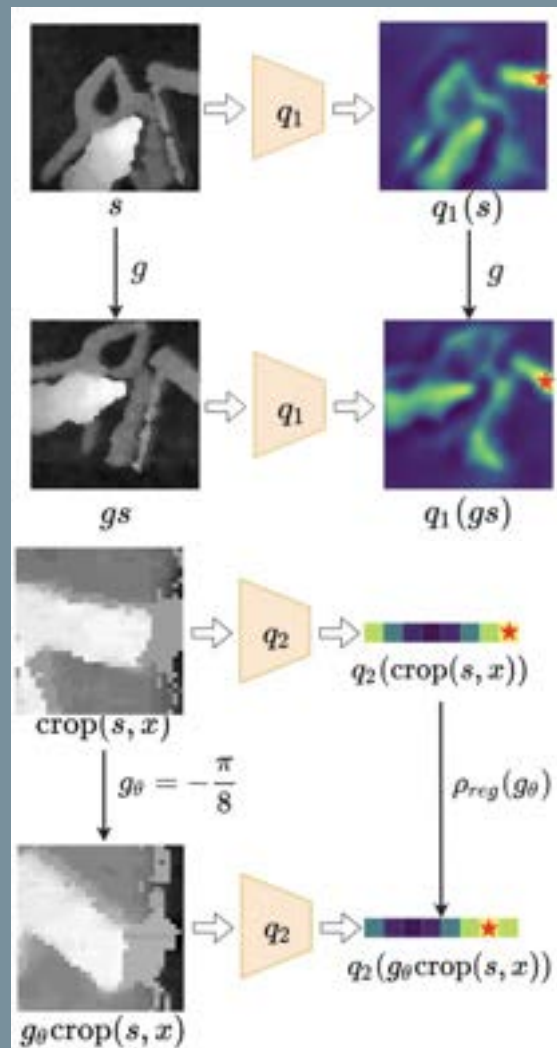 q₁
s q₁(s)
g g
q₁
gs q₁(gs)
q₂
crop(s, x) q₂(crop(s, x))
g_θ = −π/8 ρ_reg(g_θ)
q₂
g_θcrop(s, x) q₂(g_θcrop(s, x))